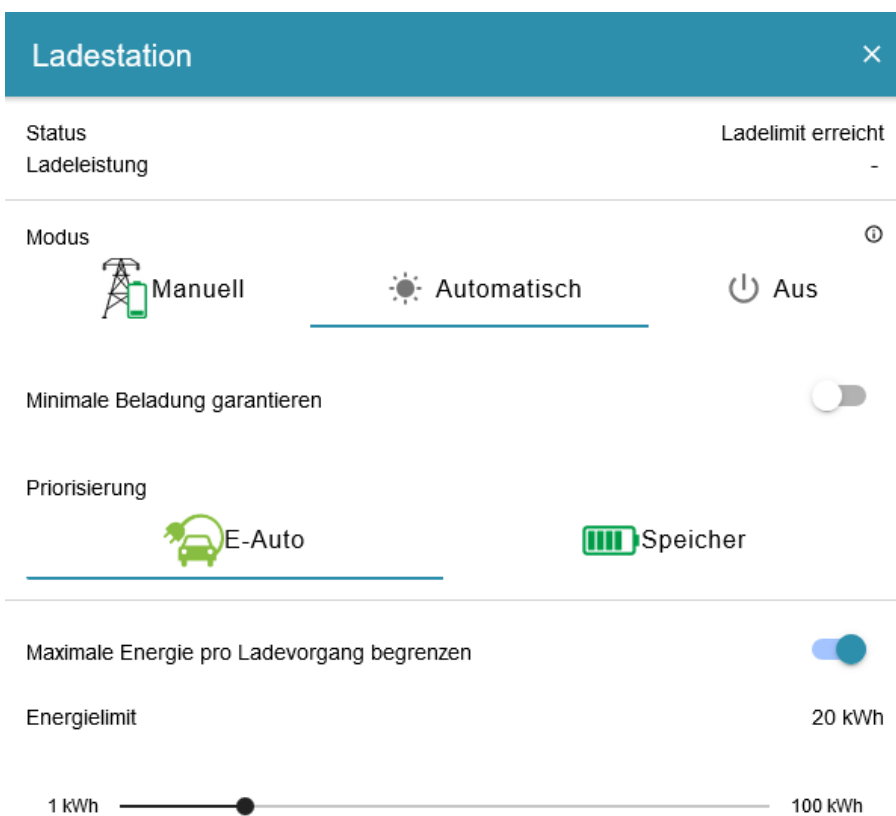 Ladestation
Status Ladelimit erreicht
Ladeleistung -
Modus
Manuell Automatisch Aus
Minimale Beladung garantieren
Priorisierung
E-Auto Speicher
Maximale Energie pro Ladevorgang begrenzen
Energielimit 20 kWh
1 kWh 100 kWh